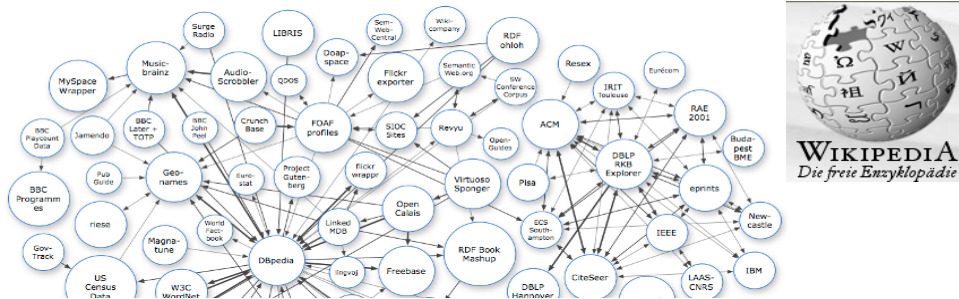 Surge
Radio
LIBRIS
Sem-
Web-
Central
Wiki-
company
RDF
ohloh
Doap-
space
Music-
brainz
MySpace
Wrapper
Audio-
Scrobbler
QDOS
Flickr
exporter
Semantic
Web.org
SW
Conference
Corpus
Resex
Eurécom
IRIT
Toulouse
RAE
2001
BBC
Playcount
Data
Jamendo
BBC
Later +
TOTP
BBC
John
Peel
Crunch
Base
FOAF
profiles
SIOC
Sites
Revyu
Open-
Guides
ACM
DBLP
RKB
Explorer
Buda-
pest
BME
Pub
Guide
Geo-
names
Euro-
stat
Project
Guten-
berg
flickr
wrappr
Virtuoso
Sponger
Pisa
eprints
BBC
Programm
es
riese
World
Fact-
book
Linked
MDB
Open
Calais
ECS
South-
ampton
IEEE
New-
castle
Gov-
Track
Magna-
tune
DBpedia
lingvoj
Freebase
RDF Book
Mashup
CiteSeer
LAAS-
CNRS
IBM
US
Census
Data
W3C
WordNet
DBLP
Hannover
W
Ω
И
祖
WIKIPEDIA
Die freie Enzyklopädie